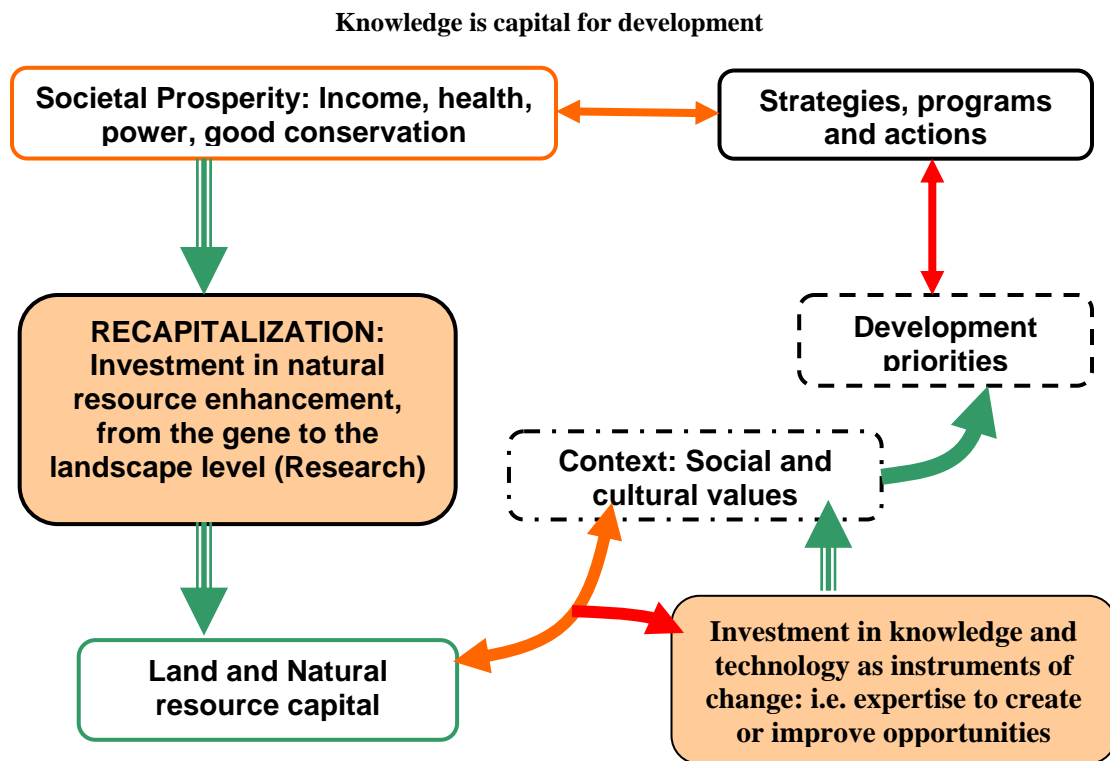 Knowledge is capital for development
Societal Prosperity: Income, health,
power, good conservation
Strategies, programs
and actions
RECAPITALIZATION:
Investment in natural
resource enhancement,
from the gene to the
landscape level (Research)
Development
priorities
Context: Social and
cultural values
Land and Natural
resource capital
Investment in knowledge and
technology as instruments of
change: i.e. expertise to create
or improve opportunities